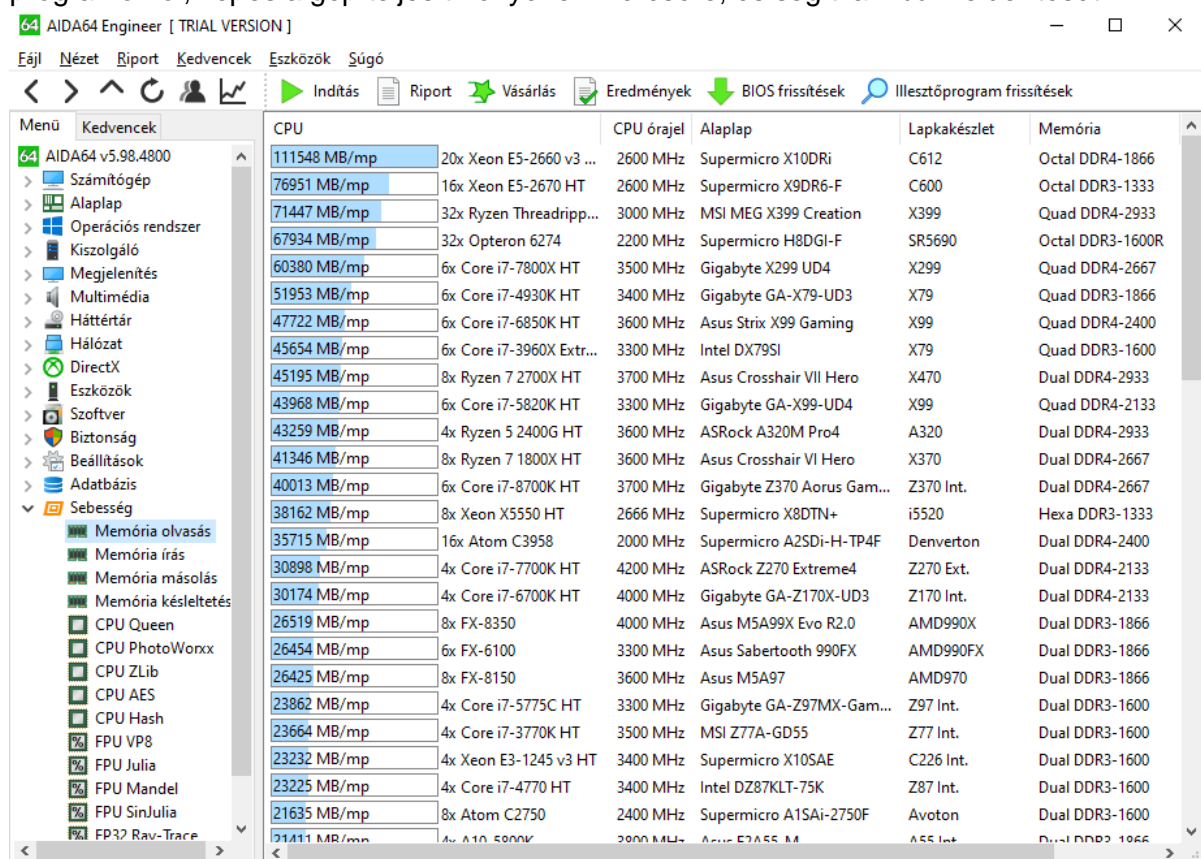 AIDA64 Engineer [ TRIAL VERSION ]
Fájl Nézet Riport Kedvencek Eszközök Súgó
Indítás Riport Vásárlás Eredmények BIOS frissítések Illesztőprogram frissítések
Menü Kedvencek
AIDA64 v5.98.4800
Számítógép
Alaplap
Operációs rendszer
Kiszolgáló
Megjelenítés
Multimédia
Háttértár
Hálózat
DirectX
Eszközök
Szoftver
Biztonság
Beállítások
Adatbázis
Sebesség
Memória olvasás
Memória írás
Memória másolás
Memória késleltetés
CPU Queen
CPU PhotoWorxx
CPU ZLib
CPU AES
CPU Hash
FPU VP8
FPU Julia
FPU Mandel
FPU SinJulia
FP32 Ray-Trace
CPU CPU órajel Alaplap Lapkakészlet Memória
111548 MB/mp 20x Xeon E5-2660 v3 ... 2600 MHz Supermicro X10DRi C612 Octal DDR4-1866
76951 MB/mp 16x Xeon E5-2670 HT 2600 MHz Supermicro X9DR6-F C600 Octal DDR3-1333
71447 MB/mp 32x Ryzen Threadripp... 3000 MHz MSI MEG X399 Creation X399 Quad DDR4-2933
67934 MB/mp 32x Opteron 6274 2200 MHz Supermicro H8DGI-F SR5690 Octal DDR3-1600R
60380 MB/mp 6x Core i7-7800X HT 3500 MHz Gigabyte X299 UD4 X299 Quad DDR4-2667
51953 MB/mp 6x Core i7-4930K HT 3400 MHz Gigabyte GA-X79-UD3 X79 Quad DDR3-1866
47722 MB/mp 6x Core i7-6850K HT 3600 MHz Asus Strix X99 Gaming X99 Quad DDR4-2400
45654 MB/mp 6x Core i7-3960X Extr... 3300 MHz Intel DX79SI X79 Quad DDR3-1600
45195 MB/mp 8x Ryzen 7 2700X HT 3700 MHz Asus Crosshair VII Hero X470 Dual DDR4-2933
43968 MB/mp 6x Core i7-5820K HT 3300 MHz Gigabyte GA-X99-UD4 X99 Quad DDR4-2133
43259 MB/mp 4x Ryzen 5 2400G HT 3600 MHz ASRock A320M Pro4 A320 Dual DDR4-2933
41346 MB/mp 8x Ryzen 7 1800X HT 3600 MHz Asus Crosshair VI Hero X370 Dual DDR4-2667
40013 MB/mp 6x Core i7-8700K HT 3700 MHz Gigabyte Z370 Aorus Gam... Z370 Int. Dual DDR4-2667
38162 MB/mp 8x Xeon X5550 HT 2666 MHz Supermicro X8DTN+ i5520 Hexa DDR3-1333
35715 MB/mp 16x Atom C3958 2000 MHz Supermicro A2SDi-H-TP4F Denverton Dual DDR4-2400
30898 MB/mp 4x Core i7-7700K HT 4200 MHz ASRock Z270 Extreme4 Z270 Ext. Dual DDR4-2133
30174 MB/mp 4x Core i7-6700K HT 4000 MHz Gigabyte GA-Z170X-UD3 Z170 Int. Dual DDR4-2133
26519 MB/mp 8x FX-8350 4000 MHz Asus M5A99X Evo R2.0 AMD990X Dual DDR3-1866
26454 MB/mp 6x FX-6100 3300 MHz Asus Sabertooth 990FX AMD990FX Dual DDR3-1866
26425 MB/mp 8x FX-8150 3600 MHz Asus M5A97 AMD970 Dual DDR3-1866
23862 MB/mp 4x Core i7-5775C HT 3300 MHz Gigabyte GA-Z97MX-Gam... Z97 Int. Dual DDR3-1600
23664 MB/mp 4x Core i7-3770K HT 3500 MHz MSI Z77A-GD55 Z77 Int. Dual DDR3-1600
23232 MB/mp 4x Xeon E3-1245 v3 HT 3400 MHz Supermicro X10SAE C226 Int. Dual DDR3-1600
23225 MB/mp 4x Core i7-4770 HT 3400 MHz Intel DZ87KLT-75K Z87 Int. Dual DDR3-1600
21635 MB/mp 8x Atom C2750 2400 MHz Supermicro A1SAi-2750F Avoton Dual DDR3-1600
21411 MB/mp 4x A10-5800K 3800 MHz Asus F2A55-M A55 Int. Dual DDR3-1866